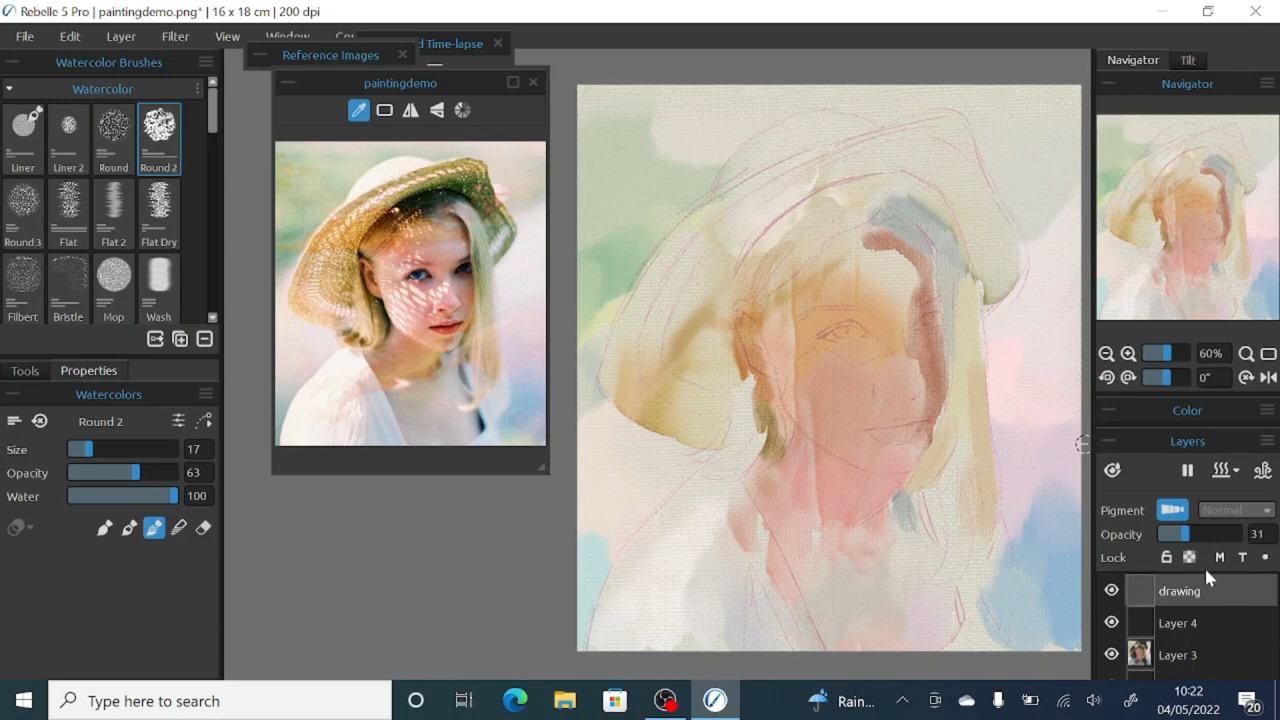 Rebelle 5 Pro | paintingdemo.png* | 16 x 18 cm | 200 dpi
File Edit Layer Filter View Window
Reference Images
Time-lapse
Watercolor Brushes
Watercolor
Liner Liner 2 Round Round 2
Round 3 Flat Flat 2 Flat Dry
Filbert Bristle Mop Wash
Tools Properties
Watercolors
Round 2
Size 17
Opacity 63
Water 100
paintingdemo
Navigator Tilt
Navigator
60%
0°
Color
Layers
Pigment Normal
Opacity 31
Lock M T
drawing
Layer 4
Layer 3
Type here to search
Rain...
10:22
04/05/2022
20